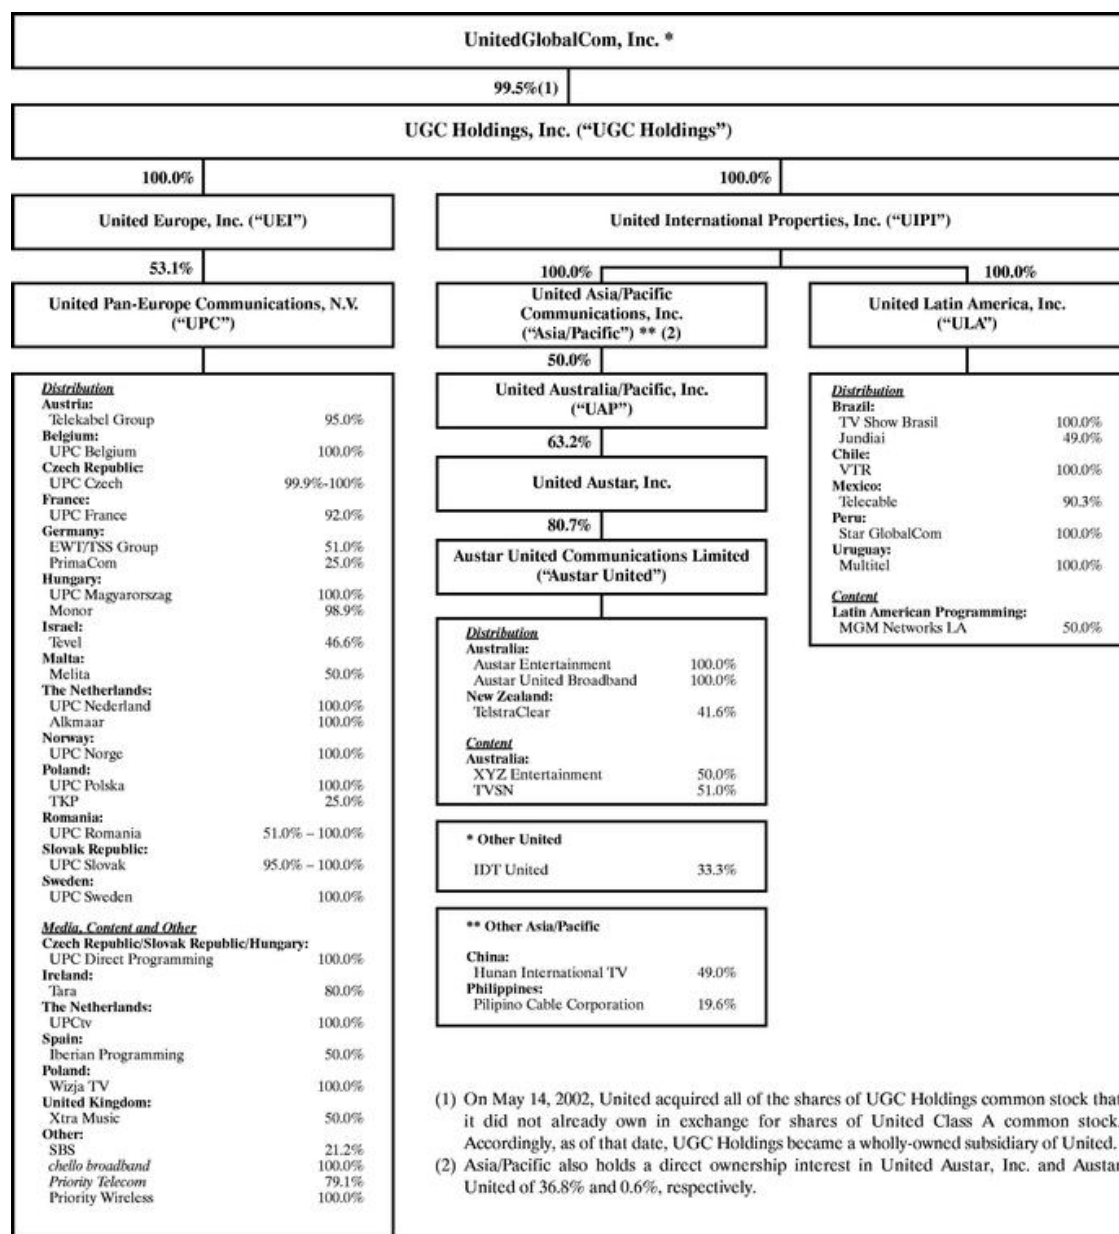 UnitedGlobalCom, Inc. *
99.5%(1)
UGC Holdings, Inc. (“UGC Holdings”)
100.0%
100.0%
United Europe, Inc. (“UEI”)
United International Properties, Inc. (“UIPI”)
53.1%
100.0%
100.0%
United Pan-Europe Communications, N.V.
(“UPC”)
United Asia/Pacific
Communications, Inc.
(“Asia/Pacific”) ** (2)
United Latin America, Inc.
(“ULA”)
50.0%
United Australia/Pacific, Inc.
(“UAP”)
63.2%
United Austar, Inc.
80.7%
Austar United Communications Limited
(“Austar United”)
Distribution
Austria:
Telekabel Group 95.0%
Belgium:
UPC Belgium 100.0%
Czech Republic:
UPC Czech 99.9%-100%
France:
UPC France 92.0%
Germany:
EWT/TSS Group 51.0%
PrimaCom 25.0%
Hungary:
UPC Magyarorszag 100.0%
Monor 98.9%
Israel:
Tevel 46.6%
Malta:
Melita 50.0%
The Netherlands:
UPC Nederland 100.0%
Alkmaar 100.0%
Norway:
UPC Norge 100.0%
Poland:
UPC Polska 100.0%
TKP 25.0%
Romania:
UPC Romania 51.0% – 100.0%
Slovak Republic:
UPC Slovak 95.0% – 100.0%
Sweden:
UPC Sweden 100.0%
Media, Content and Other
Czech Republic/Slovak Republic/Hungary:
UPC Direct Programming 100.0%
Ireland:
Tara 80.0%
The Netherlands:
UPCtv 100.0%
Spain:
Iberian Programming 50.0%
Poland:
Wizja TV 100.0%
United Kingdom:
Xtra Music 50.0%
Other:
SBS 21.2%
chello broadband 100.0%
Priority Telecom 79.1%
Priority Wireless 100.0%
Distribution
Australia:
Austar Entertainment 100.0%
Austar United Broadband 100.0%
New Zealand:
TelstraClear 41.6%
Content
Australia:
XYZ Entertainment 50.0%
TVSN 51.0%
* Other United
IDT United 33.3%
** Other Asia/Pacific
China:
Hunan International TV 49.0%
Philippines:
Pilipino Cable Corporation 19.6%
Distribution
Brazil:
TV Show Brasil 100.0%
Jundiai 49.0%
Chile:
VTR 100.0%
Mexico:
Telecable 90.3%
Peru:
Star GlobalCom 100.0%
Uruguay:
Multitel 100.0%
Content
Latin American Programming:
MGM Networks LA 50.0%
(1) On May 14, 2002, United acquired all of the shares of UGC Holdings common stock that
it did not already own in exchange for shares of United Class A common stock.
Accordingly, as of that date, UGC Holdings became a wholly-owned subsidiary of United.
(2) Asia/Pacific also holds a direct ownership interest in United Austar, Inc. and Austar
United of 36.8% and 0.6%, respectively.